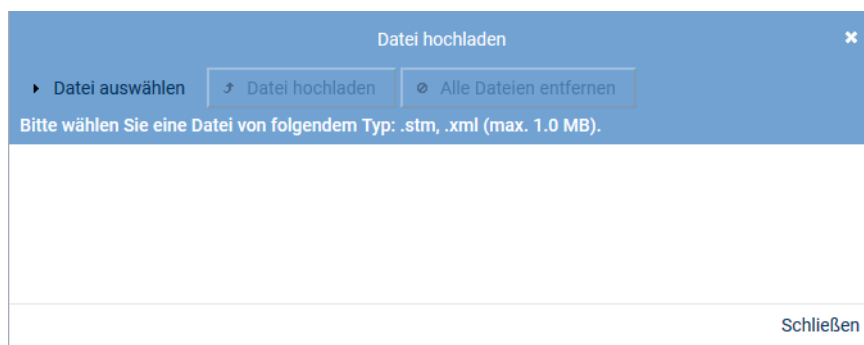 Datei hochladen
Datei auswählen Datei hochladen Alle Dateien entfernen
Bitte wählen Sie eine Datei von folgendem Typ: .stm, .xml (max. 1.0 MB).
Schließen